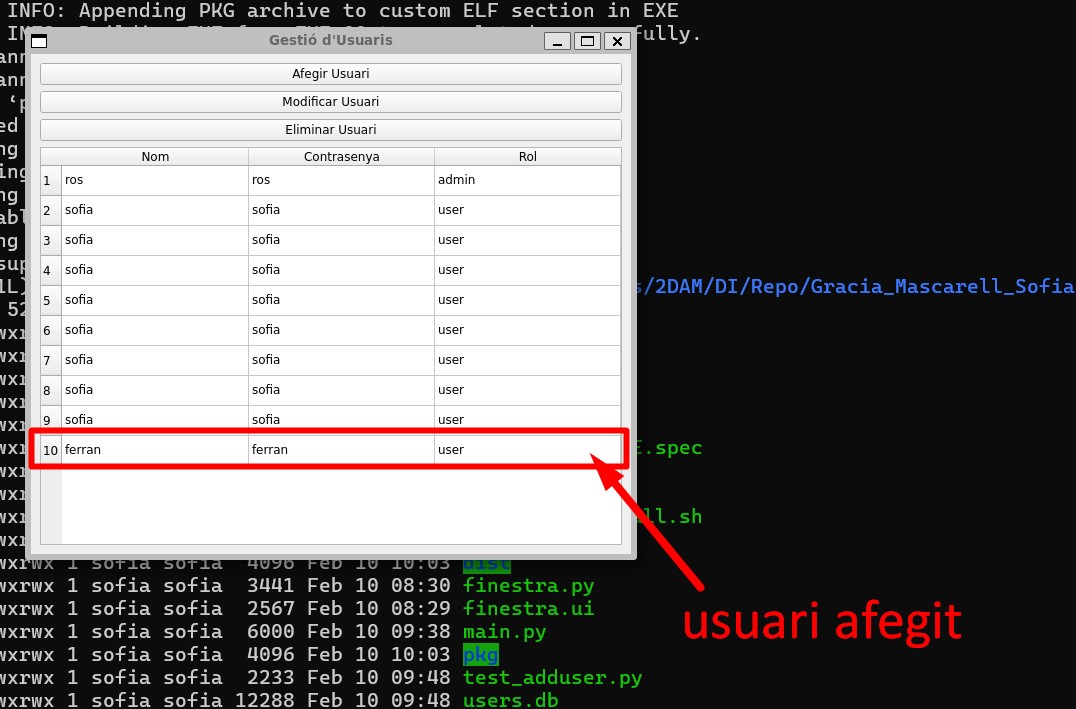 INFO: Appending PKG archive to custom ELF section in EXE
Gestió d'Usuaris
fully.
Afegir Usuari
Modificar Usuari
Eliminar Usuari
Nom Contrasenya Rol
1 ros ros admin
2 sofia sofia user
3 sofia sofia user
4 sofia sofia user
5 sofia sofia user
6 sofia sofia user
7 sofia sofia user
8 sofia sofia user
9 sofia sofia user
10 ferran ferran user
s/2DAM/DI/Repo/Gracia_Mascarell_Sofia
E.spec
ll.sh
wxrwx 1 sofia sofia 4096 Feb 10 10:03 dist
wxrwx 1 sofia sofia 3441 Feb 10 08:30 finestra.py
wxrwx 1 sofia sofia 2567 Feb 10 08:29 finestra.ui
usuari afegit
wxrwx 1 sofia sofia 6000 Feb 10 09:38 main.py
wxrwx 1 sofia sofia 4096 Feb 10 10:03 pkg
wxrwx 1 sofia sofia 2233 Feb 10 09:48 test_adduser.py
wxrwx 1 sofia sofia 12288 Feb 10 09:48 users.db